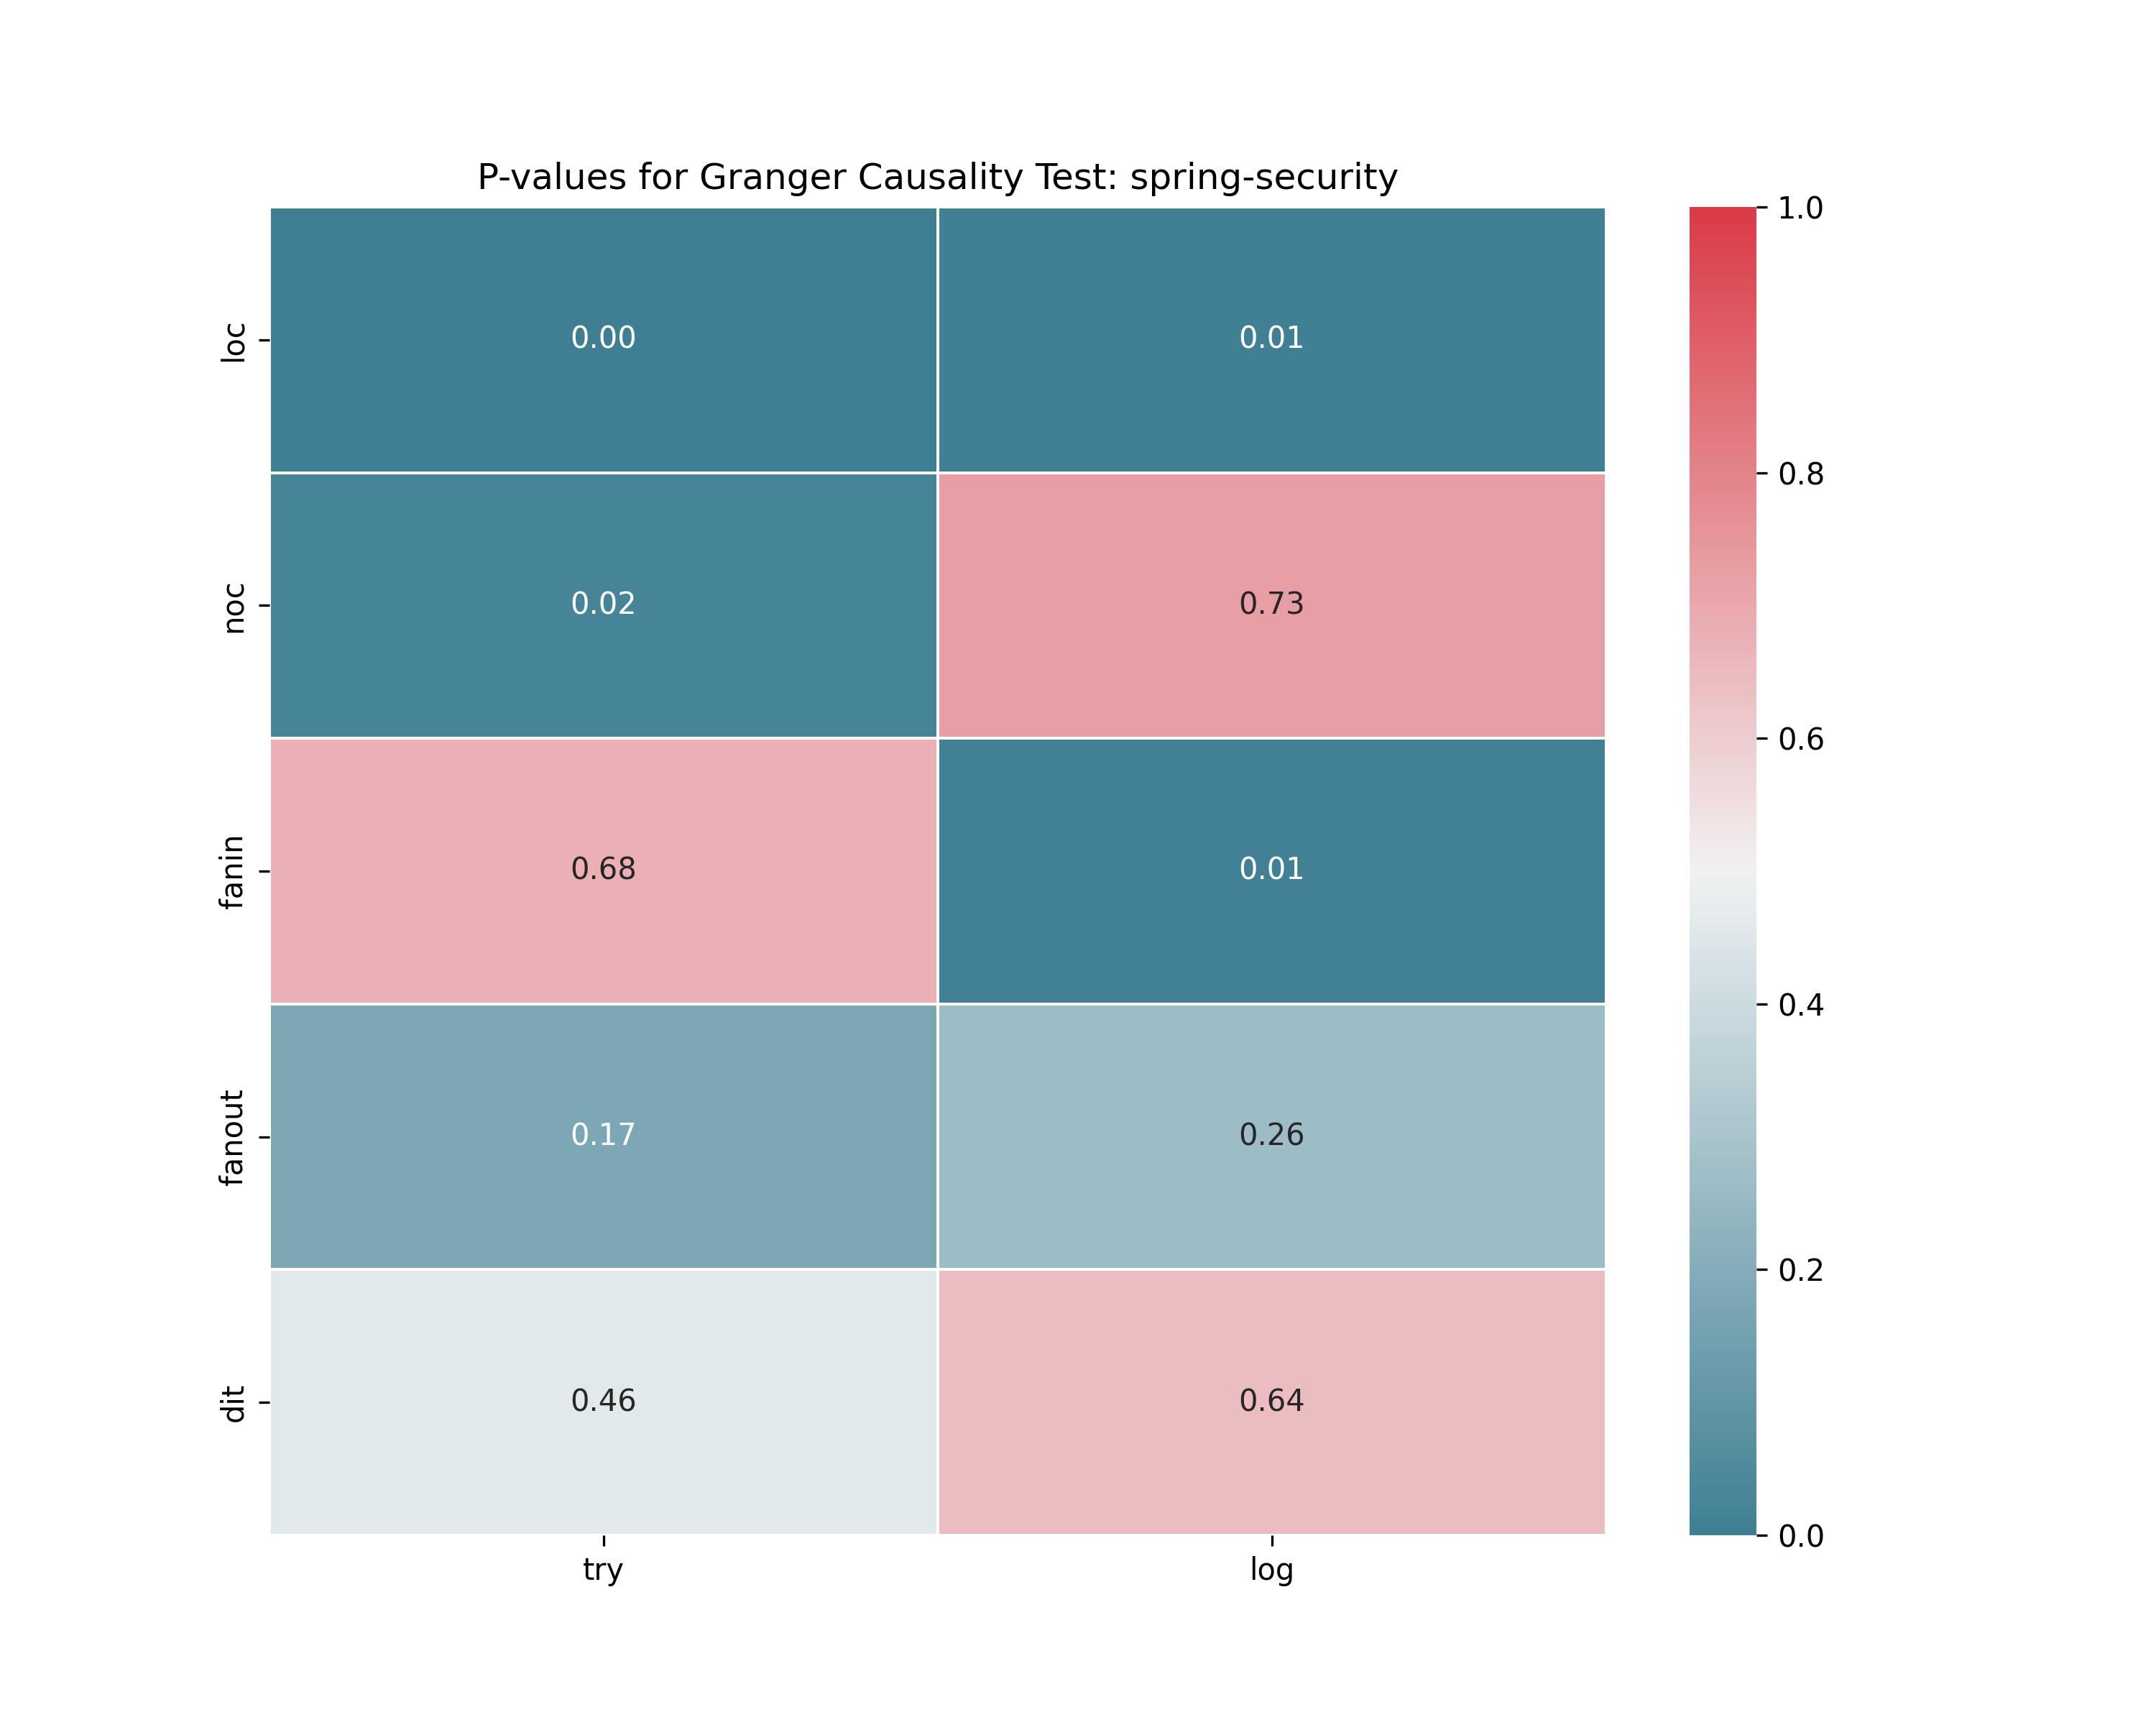 P-values for Granger Causality Test: spring-security
loc
0.00
0.01
noc
0.02
0.73
fanin
0.68
0.01
fanout
0.17
0.26
dit
0.46
0.64
try
log
1.0
0.8
0.6
0.4
0.2
0.0